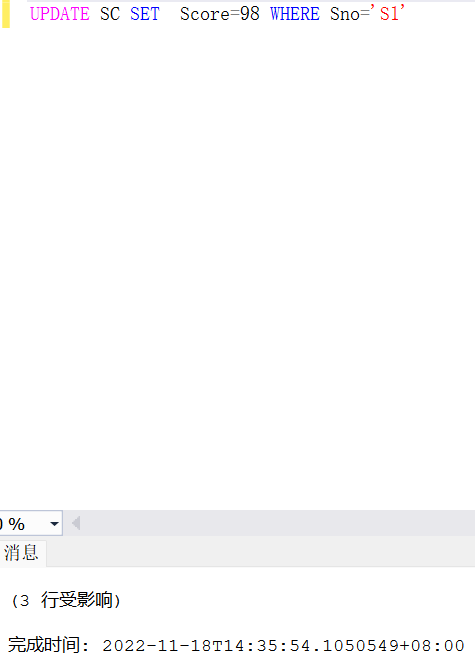 UPDATE SC SET  Score=98 WHERE Sno='S1'
0 %
消息
(3 行受影响)
完成时间: 2022-11-18T14:35:54.1050549+08:00